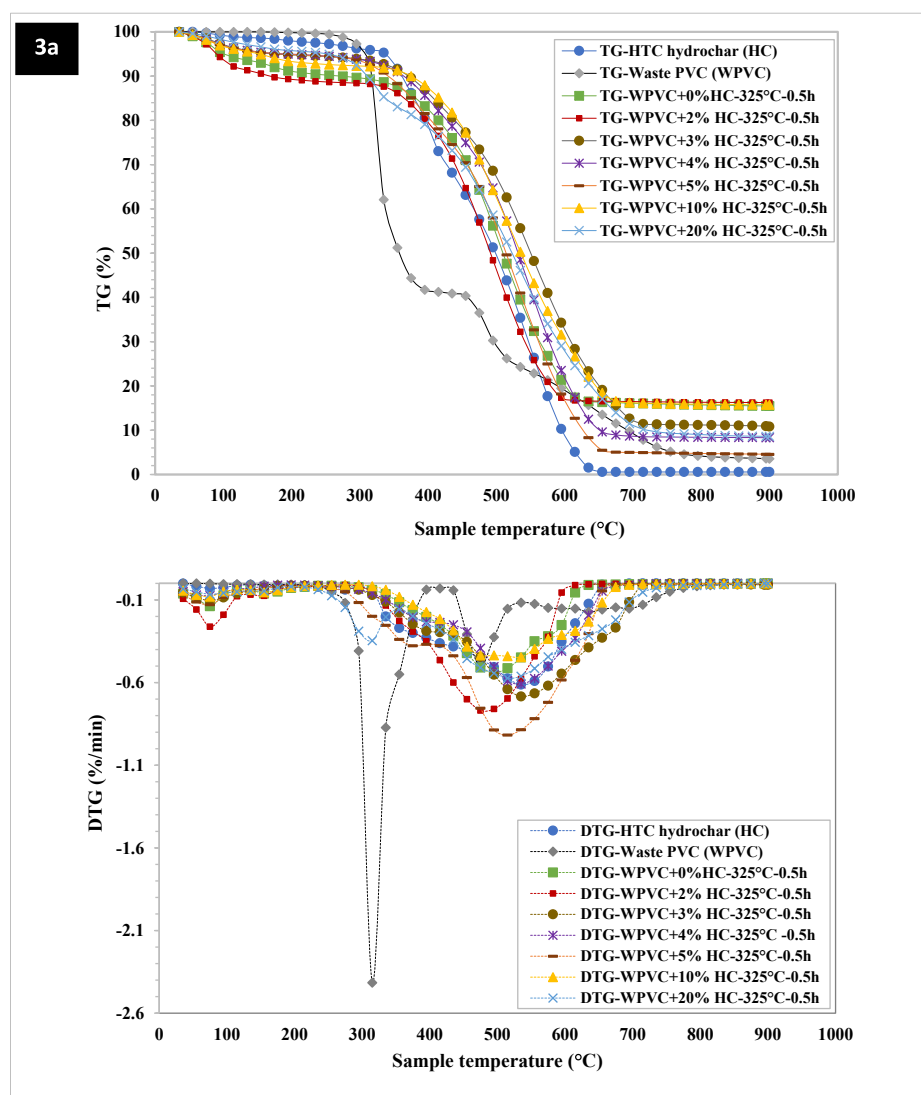 3a
100
90
80
70
60
50
40
30
20
10
0
TG (%)
TG-HTC hydrochar (HC)
TG-Waste PVC (WPVC)
TG-WPVC+0%HC-325°C-0.5h
TG-WPVC+2% HC-325°C-0.5h
TG-WPVC+3% HC-325°C-0.5h
TG-WPVC+4% HC-325°C-0.5h
TG-WPVC+5% HC-325°C-0.5h
TG-WPVC+10% HC-325°C-0.5h
TG-WPVC+20% HC-325°C-0.5h
0 100 200 300 400 500 600 700 800 900 1000
Sample temperature (°C)
-0.1
-0.6
-1.1
-1.6
-2.1
-2.6
DTG (%/min)
DTG-HTC hydrochar (HC)
DTG-Waste PVC (WPVC)
DTG-WPVC+0%HC-325°C-0.5h
DTG-WPVC+2% HC-325°C-0.5h
DTG-WPVC+3% HC-325°C-0.5h
DTG-WPVC+4% HC-325°C -0.5h
DTG-WPVC+5% HC-325°C-0.5h
DTG-WPVC+10% HC-325°C-0.5h
DTG-WPVC+20% HC-325°C-0.5h
0 100 200 300 400 500 600 700 800 900 1000
Sample temperature (°C)